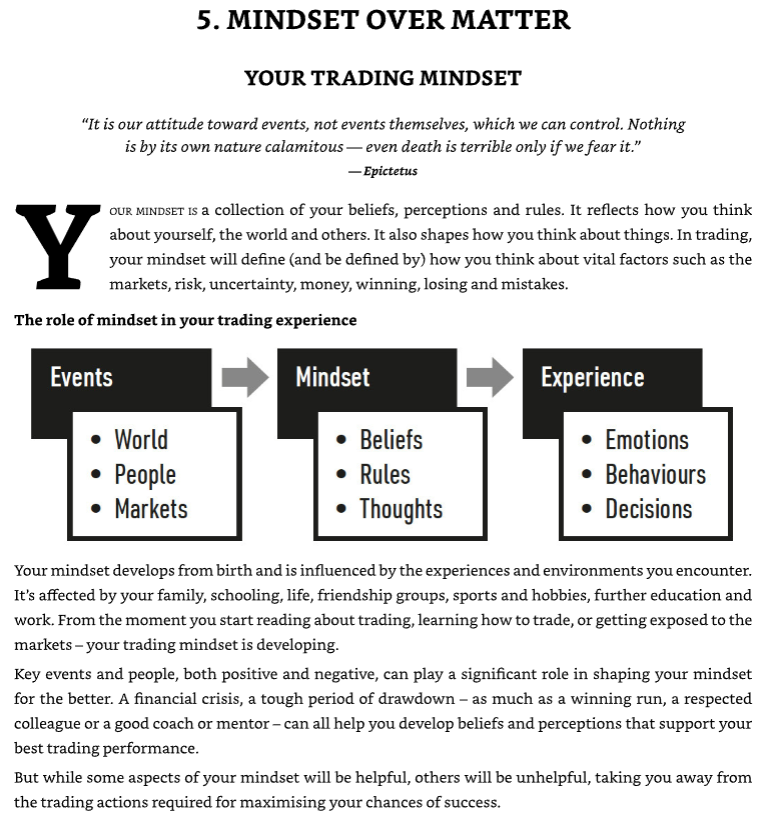 5. MINDSET OVER MATTER
YOUR TRADING MINDSET
“It is our attitude toward events, not events themselves, which we can control. Nothing
is by its own nature calamitous — even death is terrible only if we fear it.”
— Epictetus
YOUR MINDSET IS a collection of your beliefs, perceptions and rules. It reflects how you think
about yourself, the world and others. It also shapes how you think about things. In trading,
your mindset will define (and be defined by) how you think about vital factors such as the
markets, risk, uncertainty, money, winning, losing and mistakes.
The role of mindset in your trading experience
Events
• World
• People
• Markets
Mindset
• Beliefs
• Rules
• Thoughts
Experience
• Emotions
• Behaviours
• Decisions
Your mindset develops from birth and is influenced by the experiences and environments you encounter.
It’s affected by your family, schooling, life, friendship groups, sports and hobbies, further education and
work. From the moment you start reading about trading, learning how to trade, or getting exposed to the
markets – your trading mindset is developing.
Key events and people, both positive and negative, can play a significant role in shaping your mindset
for the better. A financial crisis, a tough period of drawdown – as much as a winning run, a respected
colleague or a good coach or mentor – can all help you develop beliefs and perceptions that support your
best trading performance.
But while some aspects of your mindset will be helpful, others will be unhelpful, taking you away from
the trading actions required for maximising your chances of success.